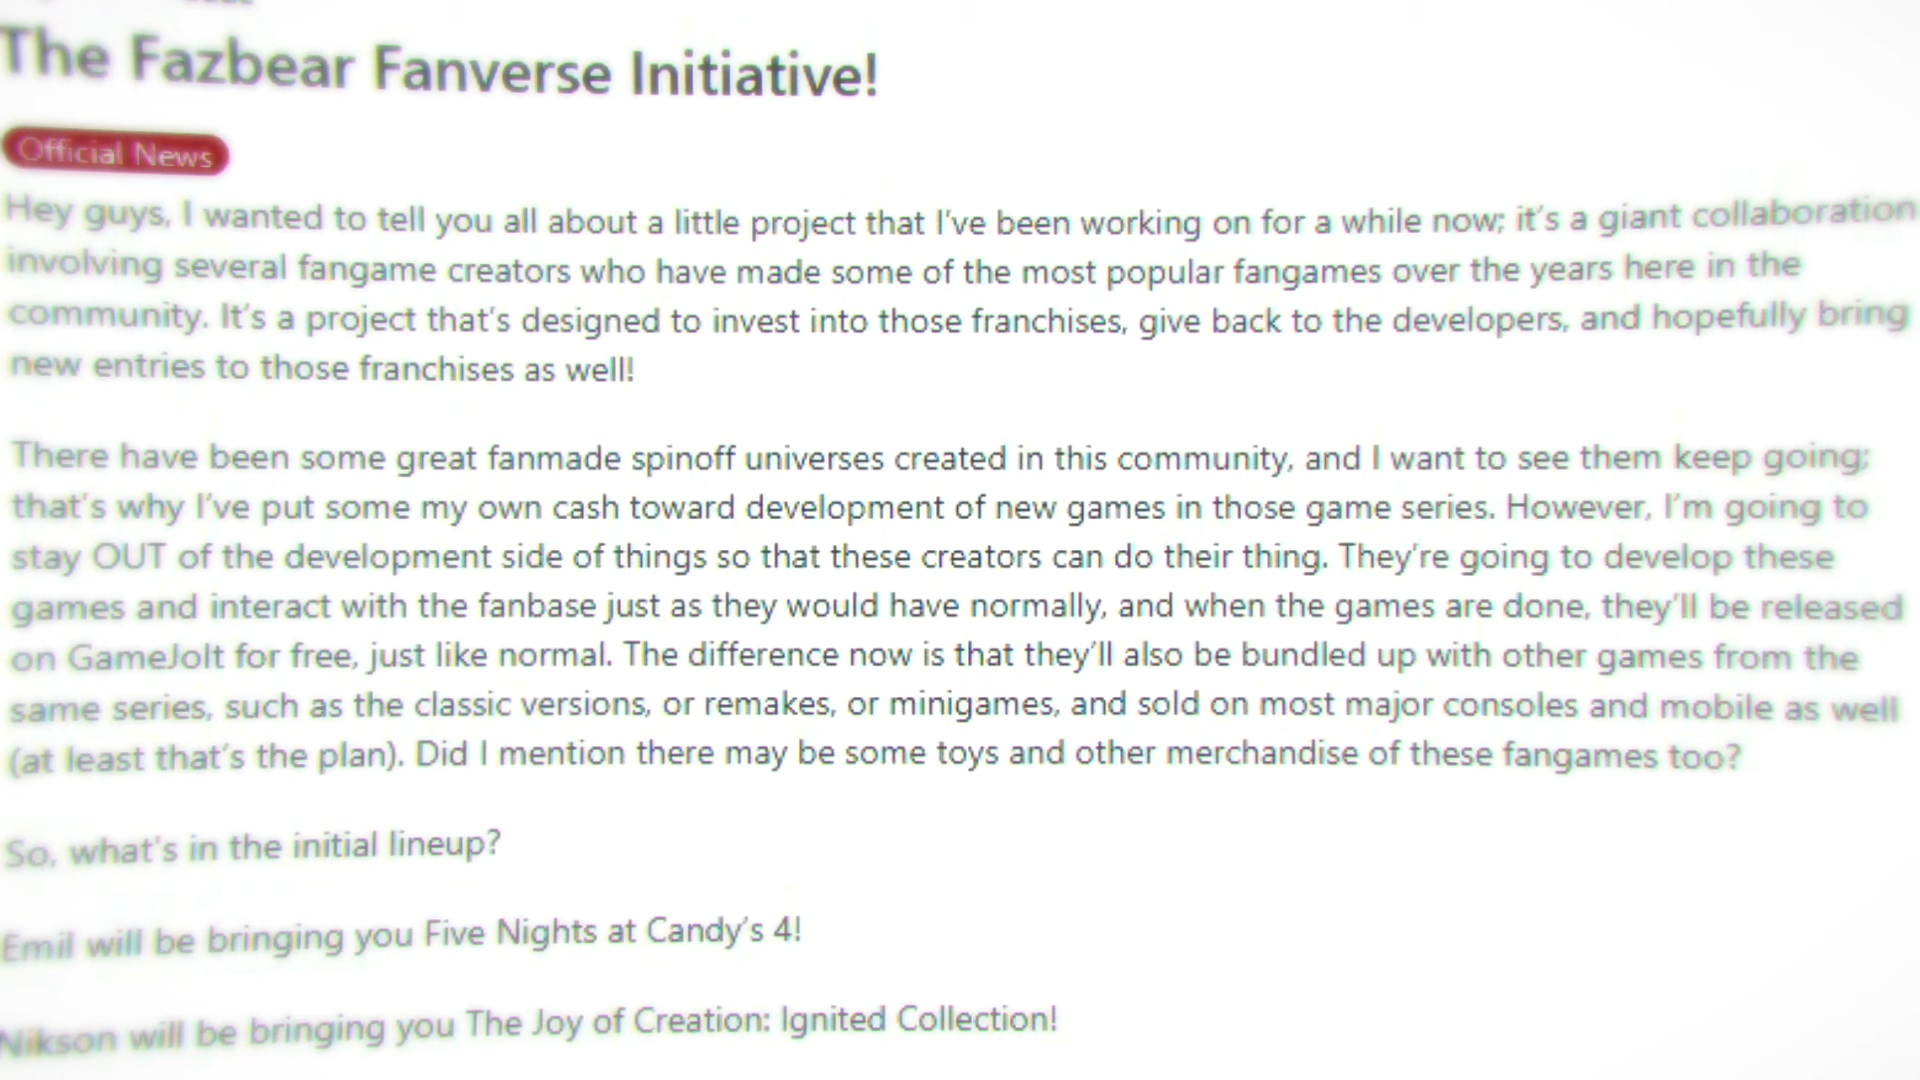 The Fazbear Fanverse Initiative!
Official News
Hey guys, I wanted to tell you all about a little project that I've been working on for a while now; it's a giant collaboration
involving several fangame creators who have made some of the most popular fangames over the years here in the
community. It's a project that's designed to invest into those franchises, give back to the developers, and hopefully bring
new entries to those franchises as well!
There have been some great fanmade spinoff universes created in this community, and I want to see them keep going;
that's why I've put some my own cash toward development of new games in those game series. However, I'm going to
stay OUT of the development side of things so that these creators can do their thing. They're going to develop these
games and interact with the fanbase just as they would have normally, and when the games are done, they'll be released
on GameJolt for free, just like normal. The difference now is that they'll also be bundled up with other games from the
same series, such as the classic versions, or remakes, or minigames, and sold on most major consoles and mobile as well
(at least that's the plan). Did I mention there may be some toys and other merchandise of these fangames too?
So, what's in the initial lineup?
Emil will be bringing you Five Nights at Candy's 4!
Nikson will be bringing you The Joy of Creation: Ignited Collection!